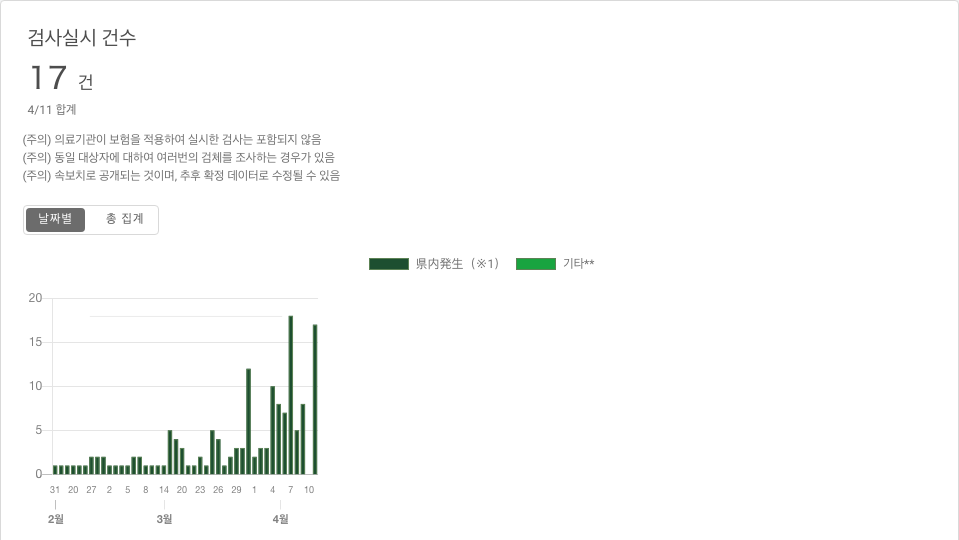 검사실시 건수
17 건
4/11 합계
(주의) 의료기관이 보험을 적용하여 실시한 검사는 포함되지 않음
(주의) 동일 대상자에 대하여 여러번의 검체를 조사하는 경우가 있음
(주의) 속보치로 공개되는 것이며, 추후 확정 데이터로 수정될 수 있음
날짜별 총 집계
県内発生（※1） 기타**
20
15
10
5
0
31 20 27 2 5 8 14 20 23 26 29 1 4 7 10
2월 3월 4월